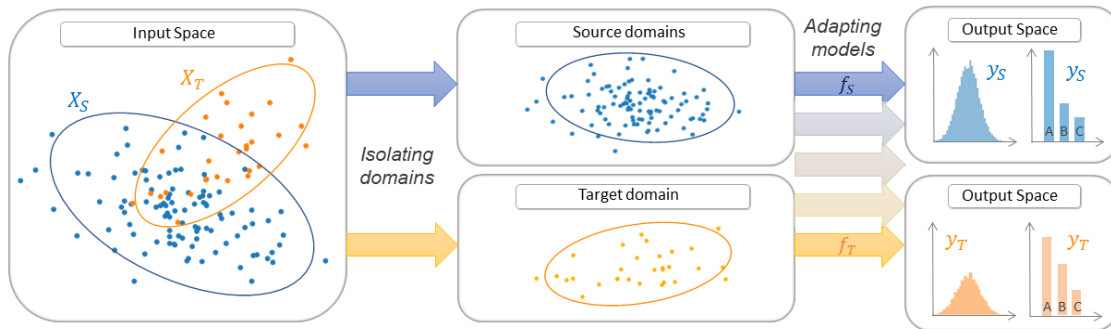 Input Space
X_T
X_S
Isolating
domains
Source domains
Target domain
Adapting
models
f_S
f_T
Output Space
y_S
y_S
A B C
Output Space
y_T
y_T
A B C